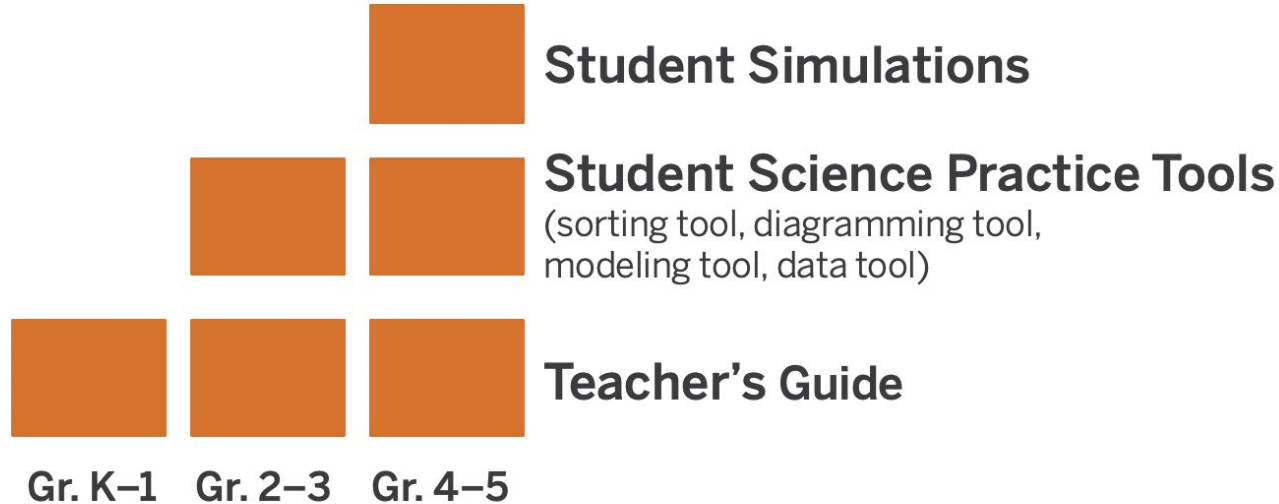 Student Simulations
Student Science Practice Tools
(sorting tool, diagramming tool,
modeling tool, data tool)
Teacher’s Guide
Gr. K–1 Gr. 2–3 Gr. 4–5